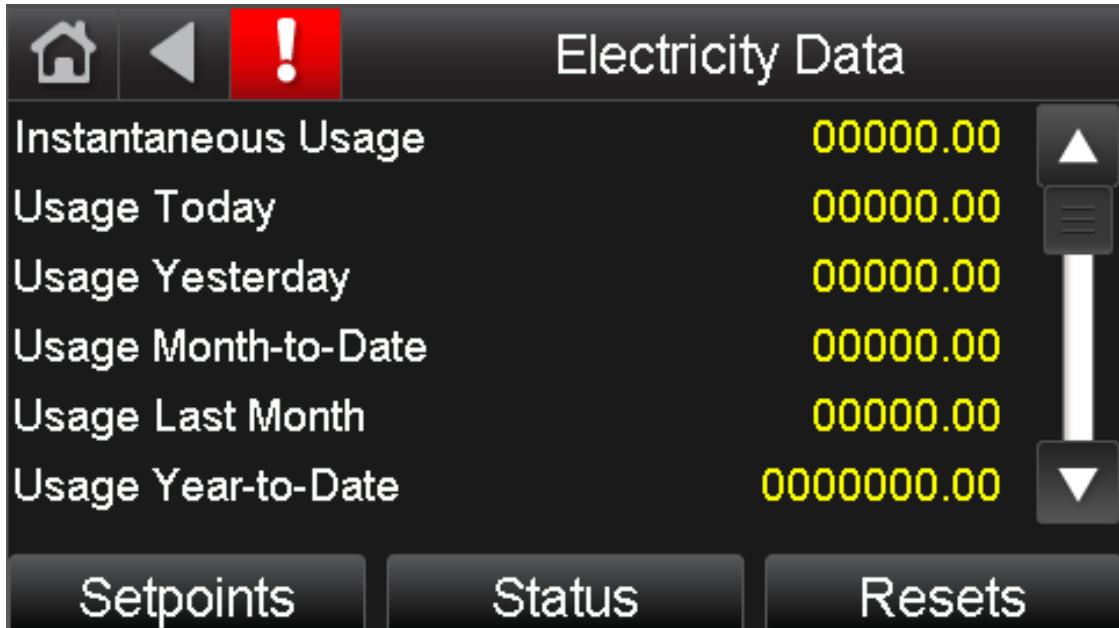 Electricity Data
Instantaneous Usage 00000.00
Usage Today 00000.00
Usage Yesterday 00000.00
Usage Month-to-Date 00000.00
Usage Last Month 00000.00
Usage Year-to-Date 0000000.00
Setpoints Status Resets